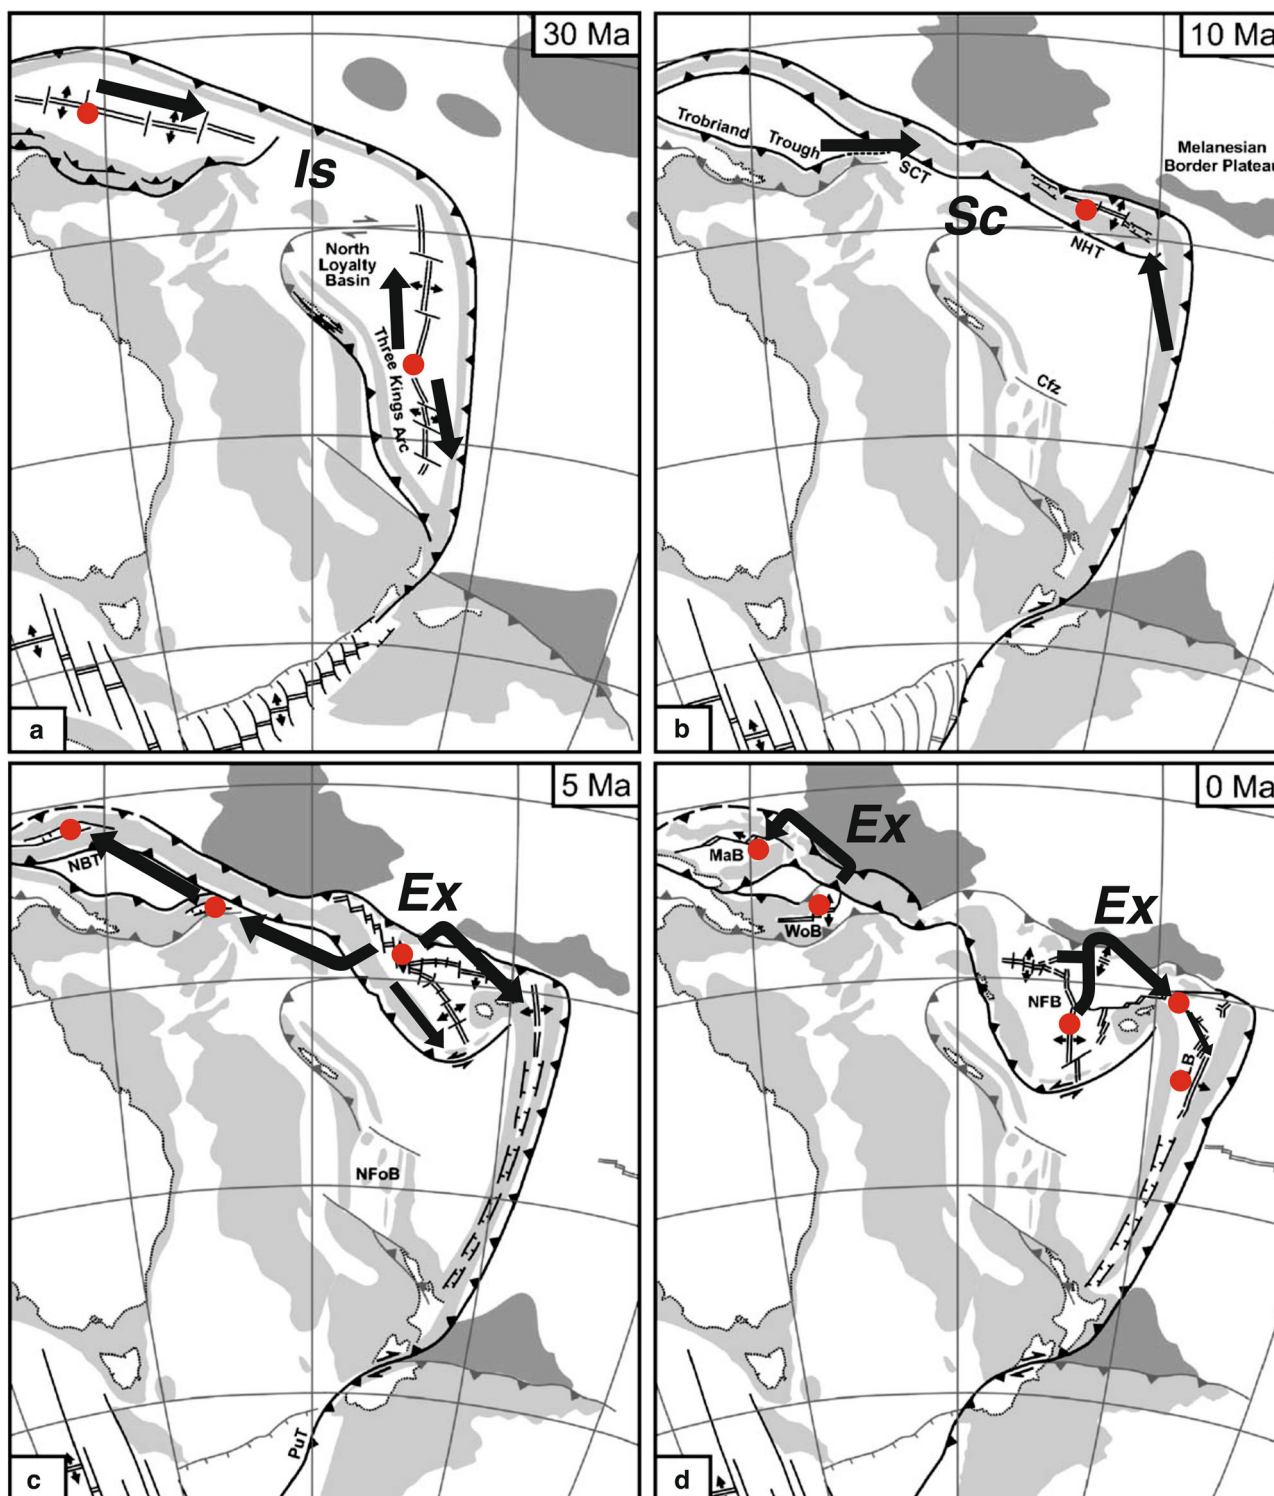 30 Ma
Is
North
Loyalty
Basin
Three Kings Arc
a
10 Ma
Trobriand
Trough
SCT
Melanesian
Border Plateau
Sc
NHT
Cfz
b
5 Ma
NBT
Ex
NFoB
PuT
c
0 Ma
Ex
MaB
WoB
Ex
NFB
LB
d